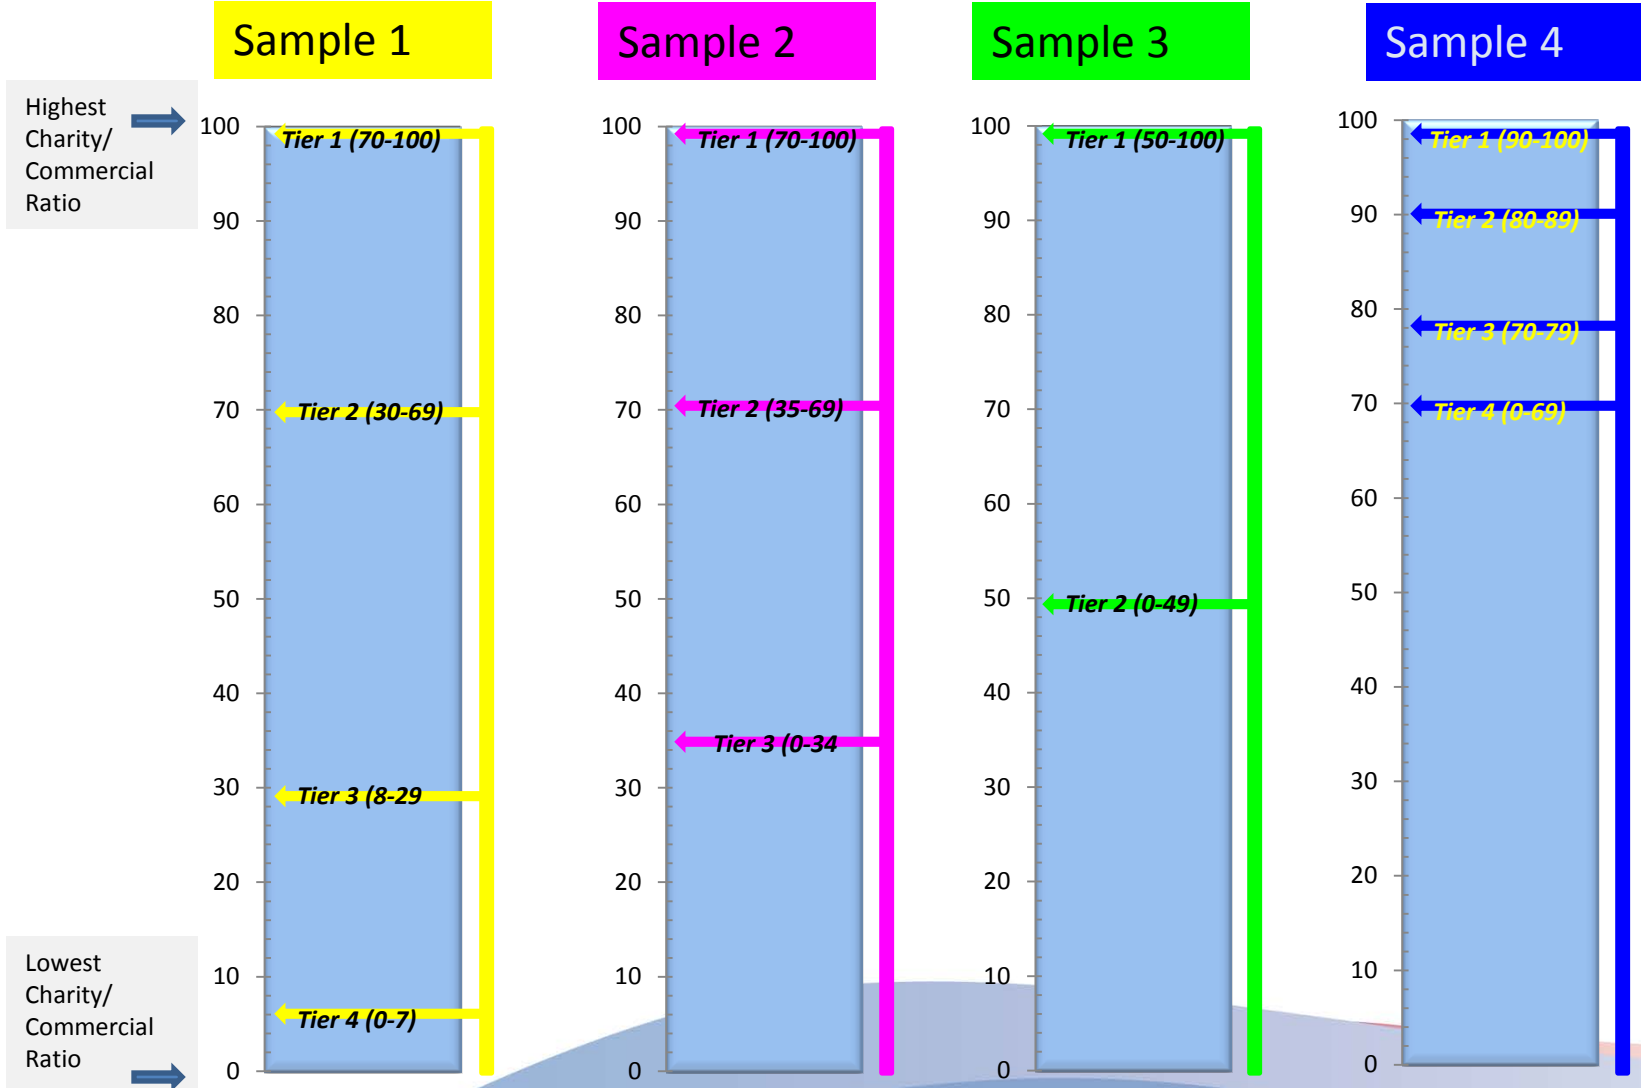 Sample 1
Sample 2
Sample 3
Sample 4
Highest
Charity/
Commercial
Ratio
Lowest
Charity/
Commercial
Ratio
100
90
80
70
60
50
40
30
20
10
0
Tier 1 (70-100)
Tier 2 (30-69)
Tier 3 (8-29
Tier 4 (0-7)
100
90
80
70
60
50
40
30
20
10
0
Tier 1 (70-100)
Tier 2 (35-69)
Tier 3 (0-34
100
90
80
70
60
50
40
30
20
10
0
Tier 1 (50-100)
Tier 2 (0-49)
100
90
80
70
60
50
40
30
20
10
0
Tier 1 (90-100)
Tier 2 (80-89)
Tier 3 (70-79)
Tier 4 (0-69)